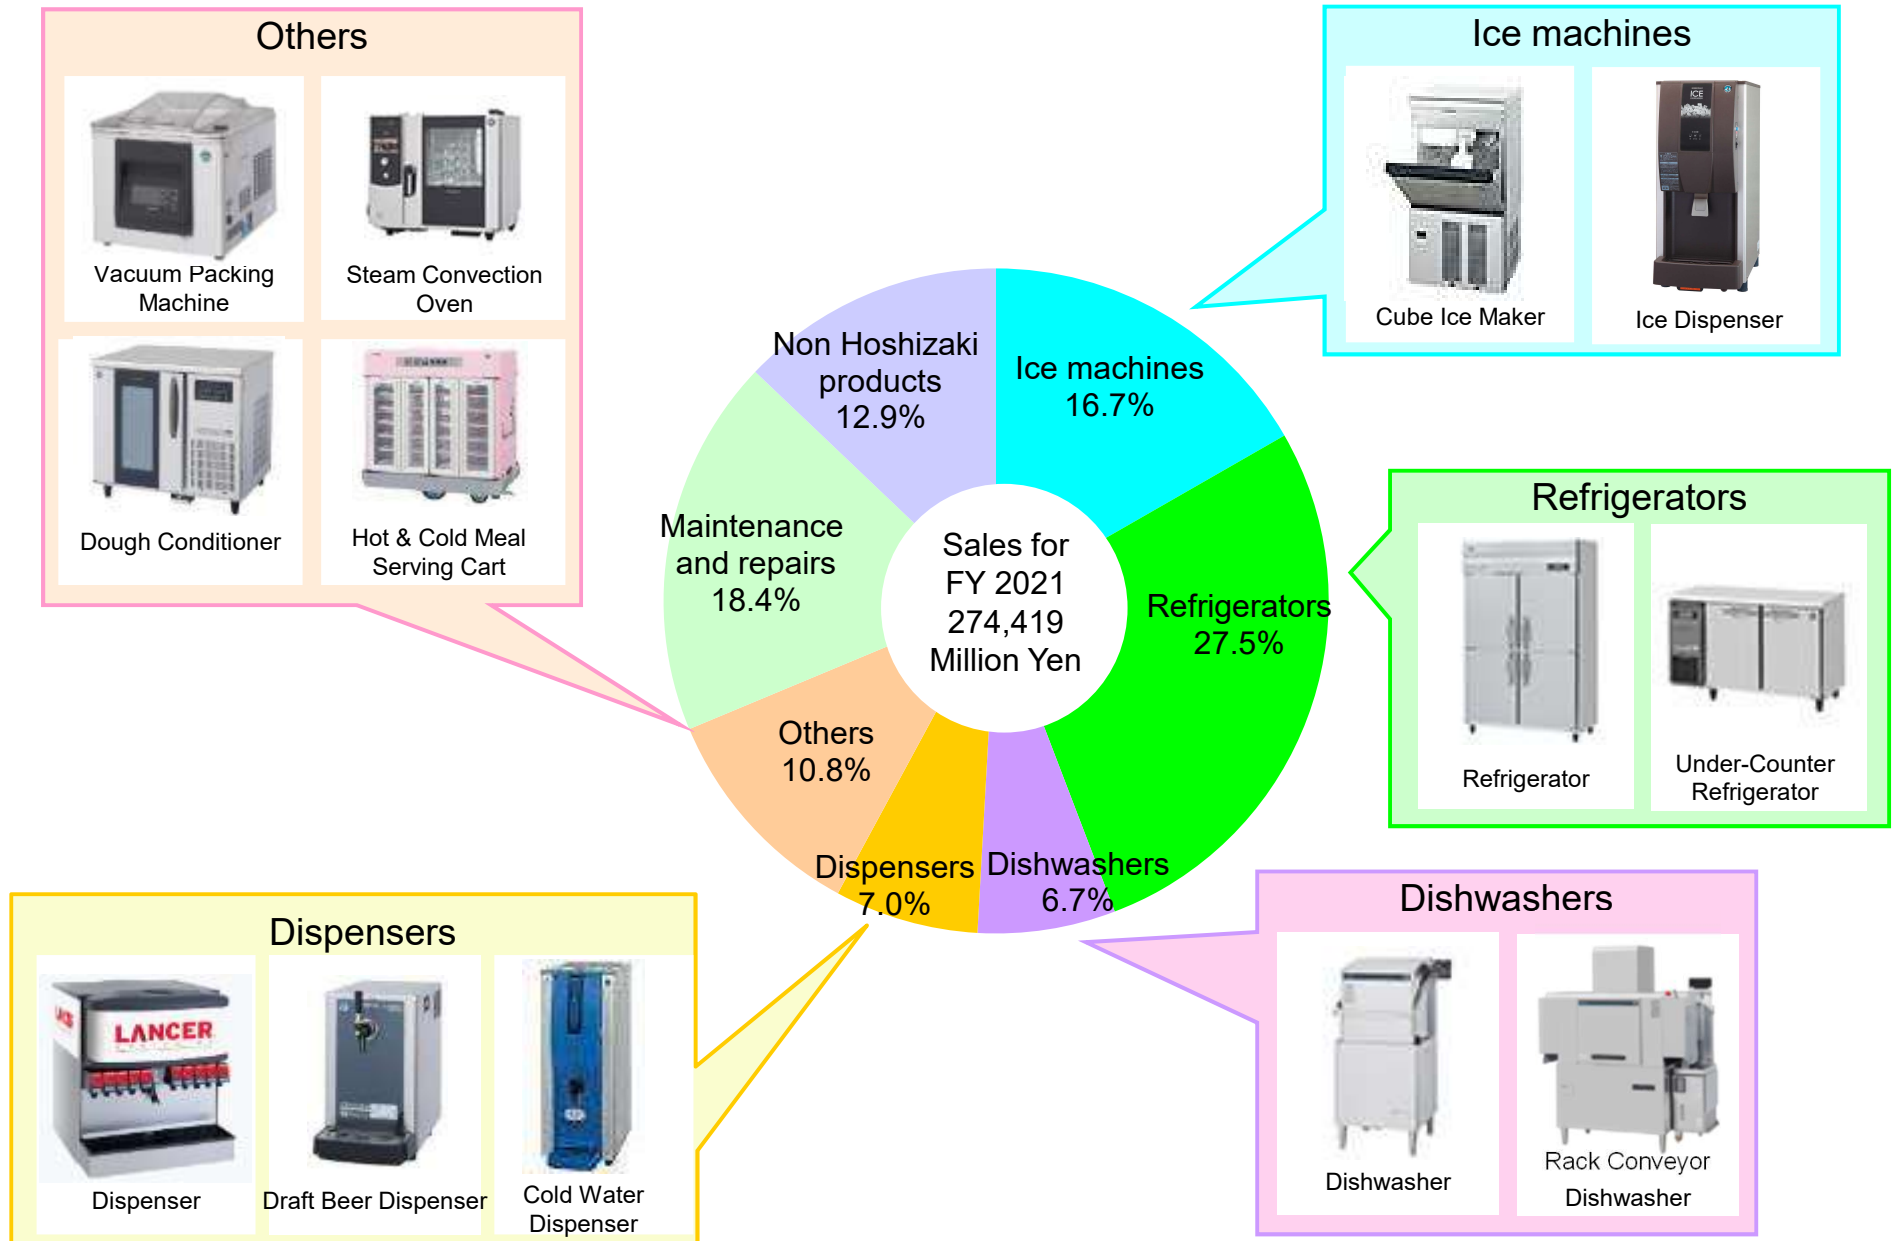 Others
Vacuum Packing
Machine
Steam Convection
Oven
Dough Conditioner
Hot & Cold Meal
Serving Cart
Ice machines
ICE
Cube Ice Maker
Ice Dispenser
Non Hoshizaki
products
12.9%
Ice machines
16.7%
Maintenance
and repairs
18.4%
Sales for
FY 2021
274,419
Million Yen
Refrigerators
27.5%
Others
10.8%
Dispensers
7.0%
Dishwashers
6.7%
Refrigerators
Refrigerator
Under-Counter
Refrigerator
Dispensers
LANCER
Dispenser
Draft Beer Dispenser
Cold Water
Dispenser
Dishwashers
Dishwasher
Rack Conveyor
Dishwasher